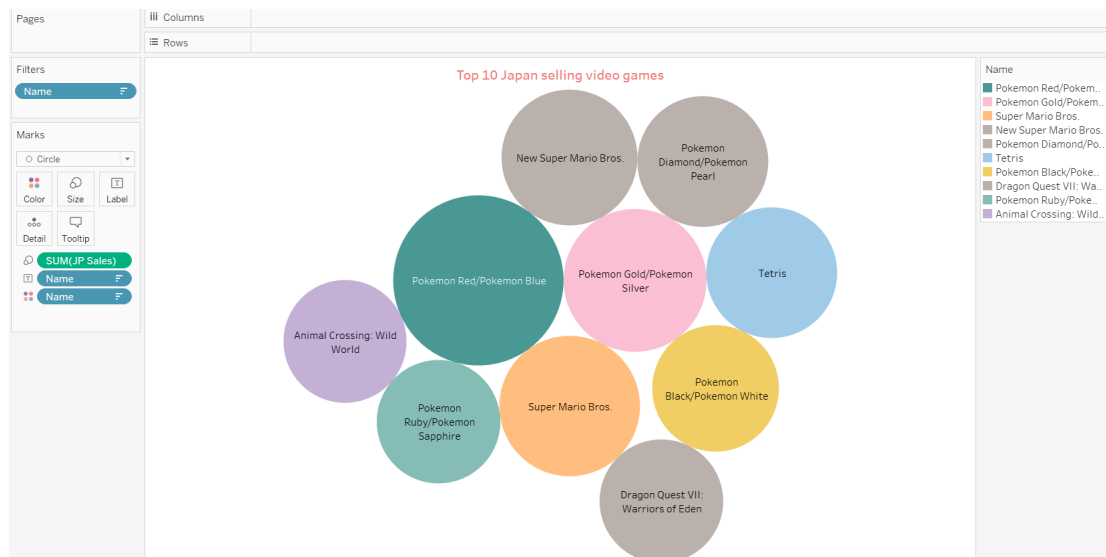 Pages
Columns
Rows
Filters
Name
Marks
Circle
Color
Size
Label
Detail
Tooltip
SUM(JP Sales)
Name
Name
Top 10 Japan selling video games
New Super Mario Bros.
Pokemon
Diamond/Pokemon
Pearl
Pokemon Red/Pokemon Blue
Pokemon Gold/Pokemon
Silver
Tetris
Animal Crossing: Wild
World
Pokemon
Ruby/Pokemon
Sapphire
Super Mario Bros.
Pokemon
Black/Pokemon White
Dragon Quest VII:
Warriors of Eden
Name
Pokemon Red/Pokem..
Pokemon Gold/Pokem..
Super Mario Bros.
New Super Mario Bros.
Pokemon Diamond/Po..
Tetris
Pokemon Black/Poke..
Dragon Quest VII: Wa..
Pokemon Ruby/Poke..
Animal Crossing: Wild..